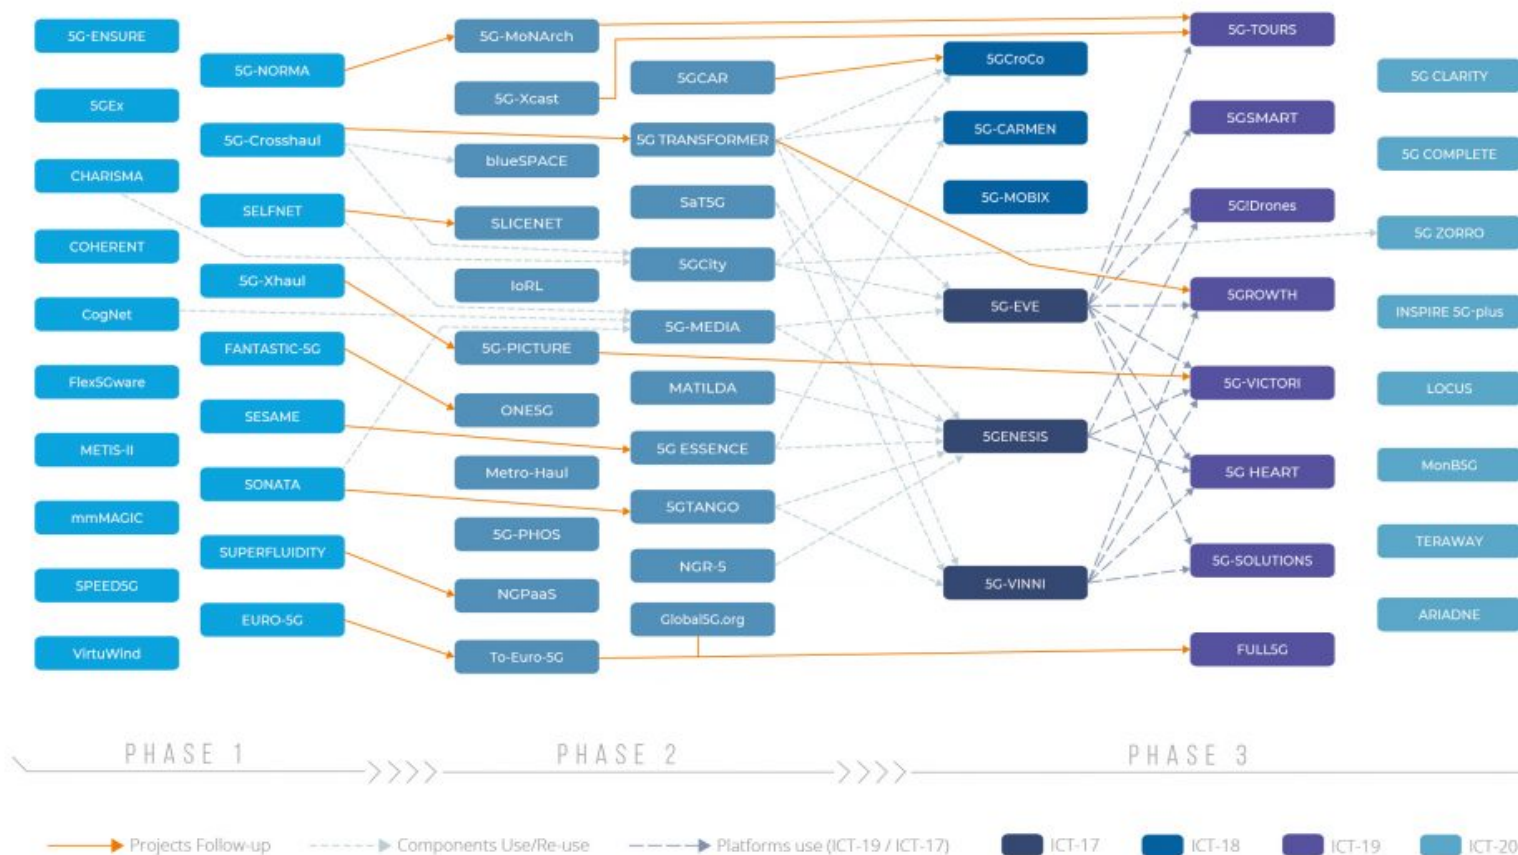 5G-ENSURE
5GEx
CHARISMA
COHERENT
CogNet
Flex5Gware
METIS-II
mmMAGIC
SPEED5G
VirtuWind
5G-NORMA
5G-Crosshaul
SELFNET
5G-Xhaul
FANTASTIC-5G
SESAME
SONATA
SUPERFLUIDITY
EURO-5G
5G-MoNArch
5G-Xcast
blueSPACE
SLICENET
IoRL
5G-PICTURE
ONE5G
Metro-Haul
5G-PHOS
NGPaaS
To-Euro-5G
5GCAR
5G TRANSFORMER
SaT5G
5GCity
5G-MEDIA
MATILDA
5G ESSENCE
5GTANGO
NGR-5
Global5G.org
5GCroCo
5G-CARMEN
5G-MOBIX
5G-EVE
5GENESIS
5G-VINNI
5G-TOURS
5GSMART
5G!Drones
5GROWTH
5G-VICTORI
5G HEART
5G-SOLUTIONS
FULL5G
5G CLARITY
5G COMPLETE
5G ZORRO
INSPIRE 5G-plus
LOCUS
MonB5G
TERAWAY
ARIADNE
PHASE 1
PHASE 2
PHASE 3
Projects Follow-up
Components Use/Re-use
Platforms use (ICT-19 / ICT-17)
ICT-17
ICT-18
ICT-19
ICT-20